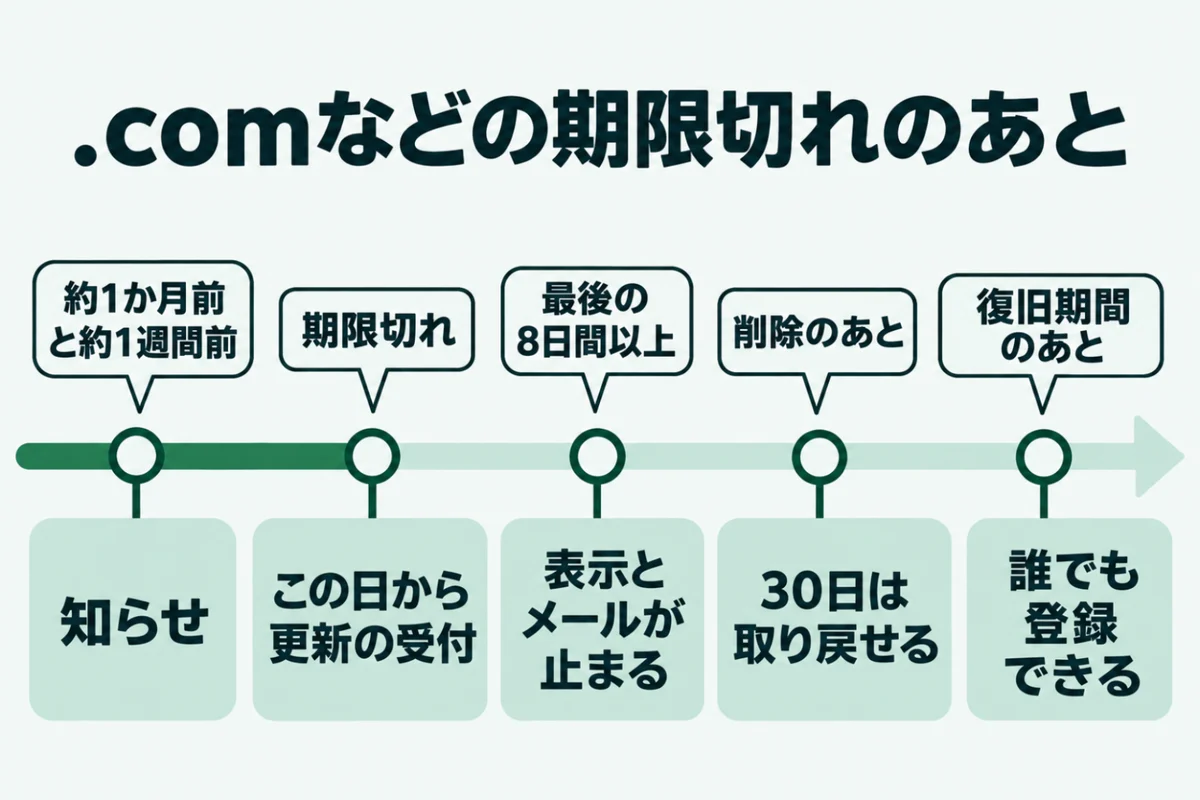 .comなどの期限切れのあと
約1か月前
と約1週間前
期限切れ
最後の
8日間以上
削除のあと
復旧期間
のあと
知らせ
この日から
更新の受付
表示と
メールが
止まる
30日は
取り戻せる
誰でも
登録
できる